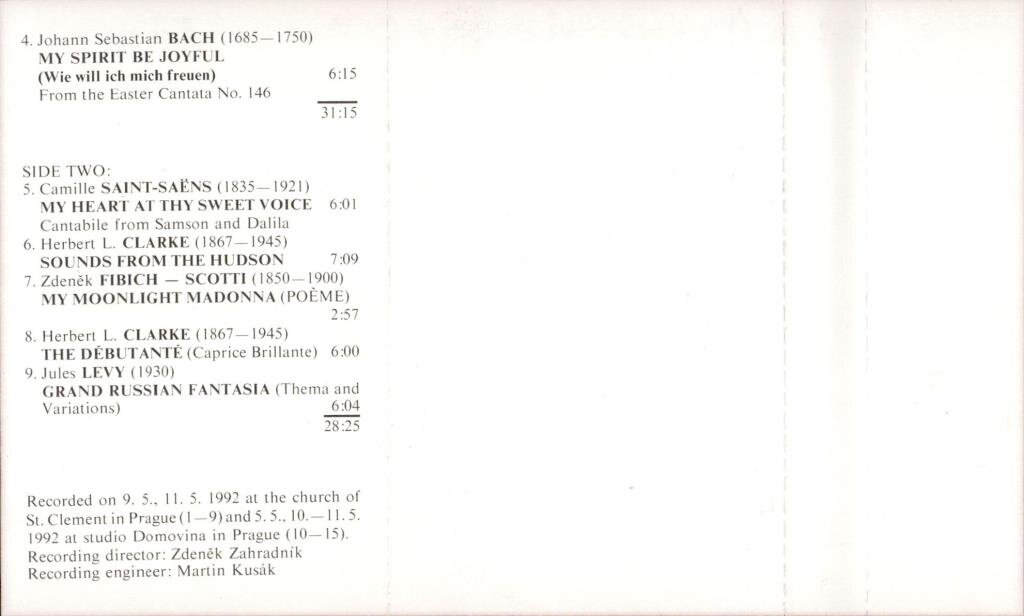 4. Johann Sebastian BACH (1685—1750)
MY SPIRIT BE JOYFUL
(Wie will ich mich freuen) 6:15
From the Easter Cantata No. 146
31:15
SIDE TWO:
5. Camille SAINT-SAËNS (1835—1921)
MY HEART AT THY SWEET VOICE 6:01
Cantabile from Samson and Dalila
6. Herbert L. CLARKE (1867—1945)
SOUNDS FROM THE HUDSON 7:09
7. Zdeněk FIBICH — SCOTTI (1850—1900)
MY MOONLIGHT MADONNA (POÈME)
2:57
8. Herbert L. CLARKE (1867—1945)
THE DÉBUTANTÉ (Caprice Brillante) 6:00
9. Jules LEVY (1930)
GRAND RUSSIAN FANTASIA (Thema and
Variations) 6:04
28:25
Recorded on 9. 5., 11. 5. 1992 at the church of
St. Clement in Prague (1—9) and 5. 5., 10.—11. 5.
1992 at studio Domovina in Prague (10—15).
Recording director: Zdeněk Zahradník
Recording engineer: Martin Kusák